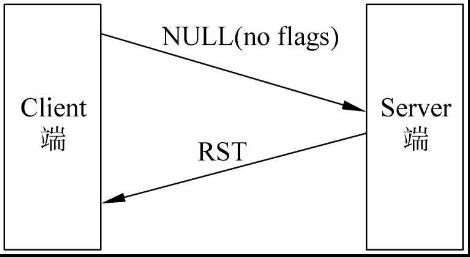 NULL(no flags)
Client
端
Server
端
RST